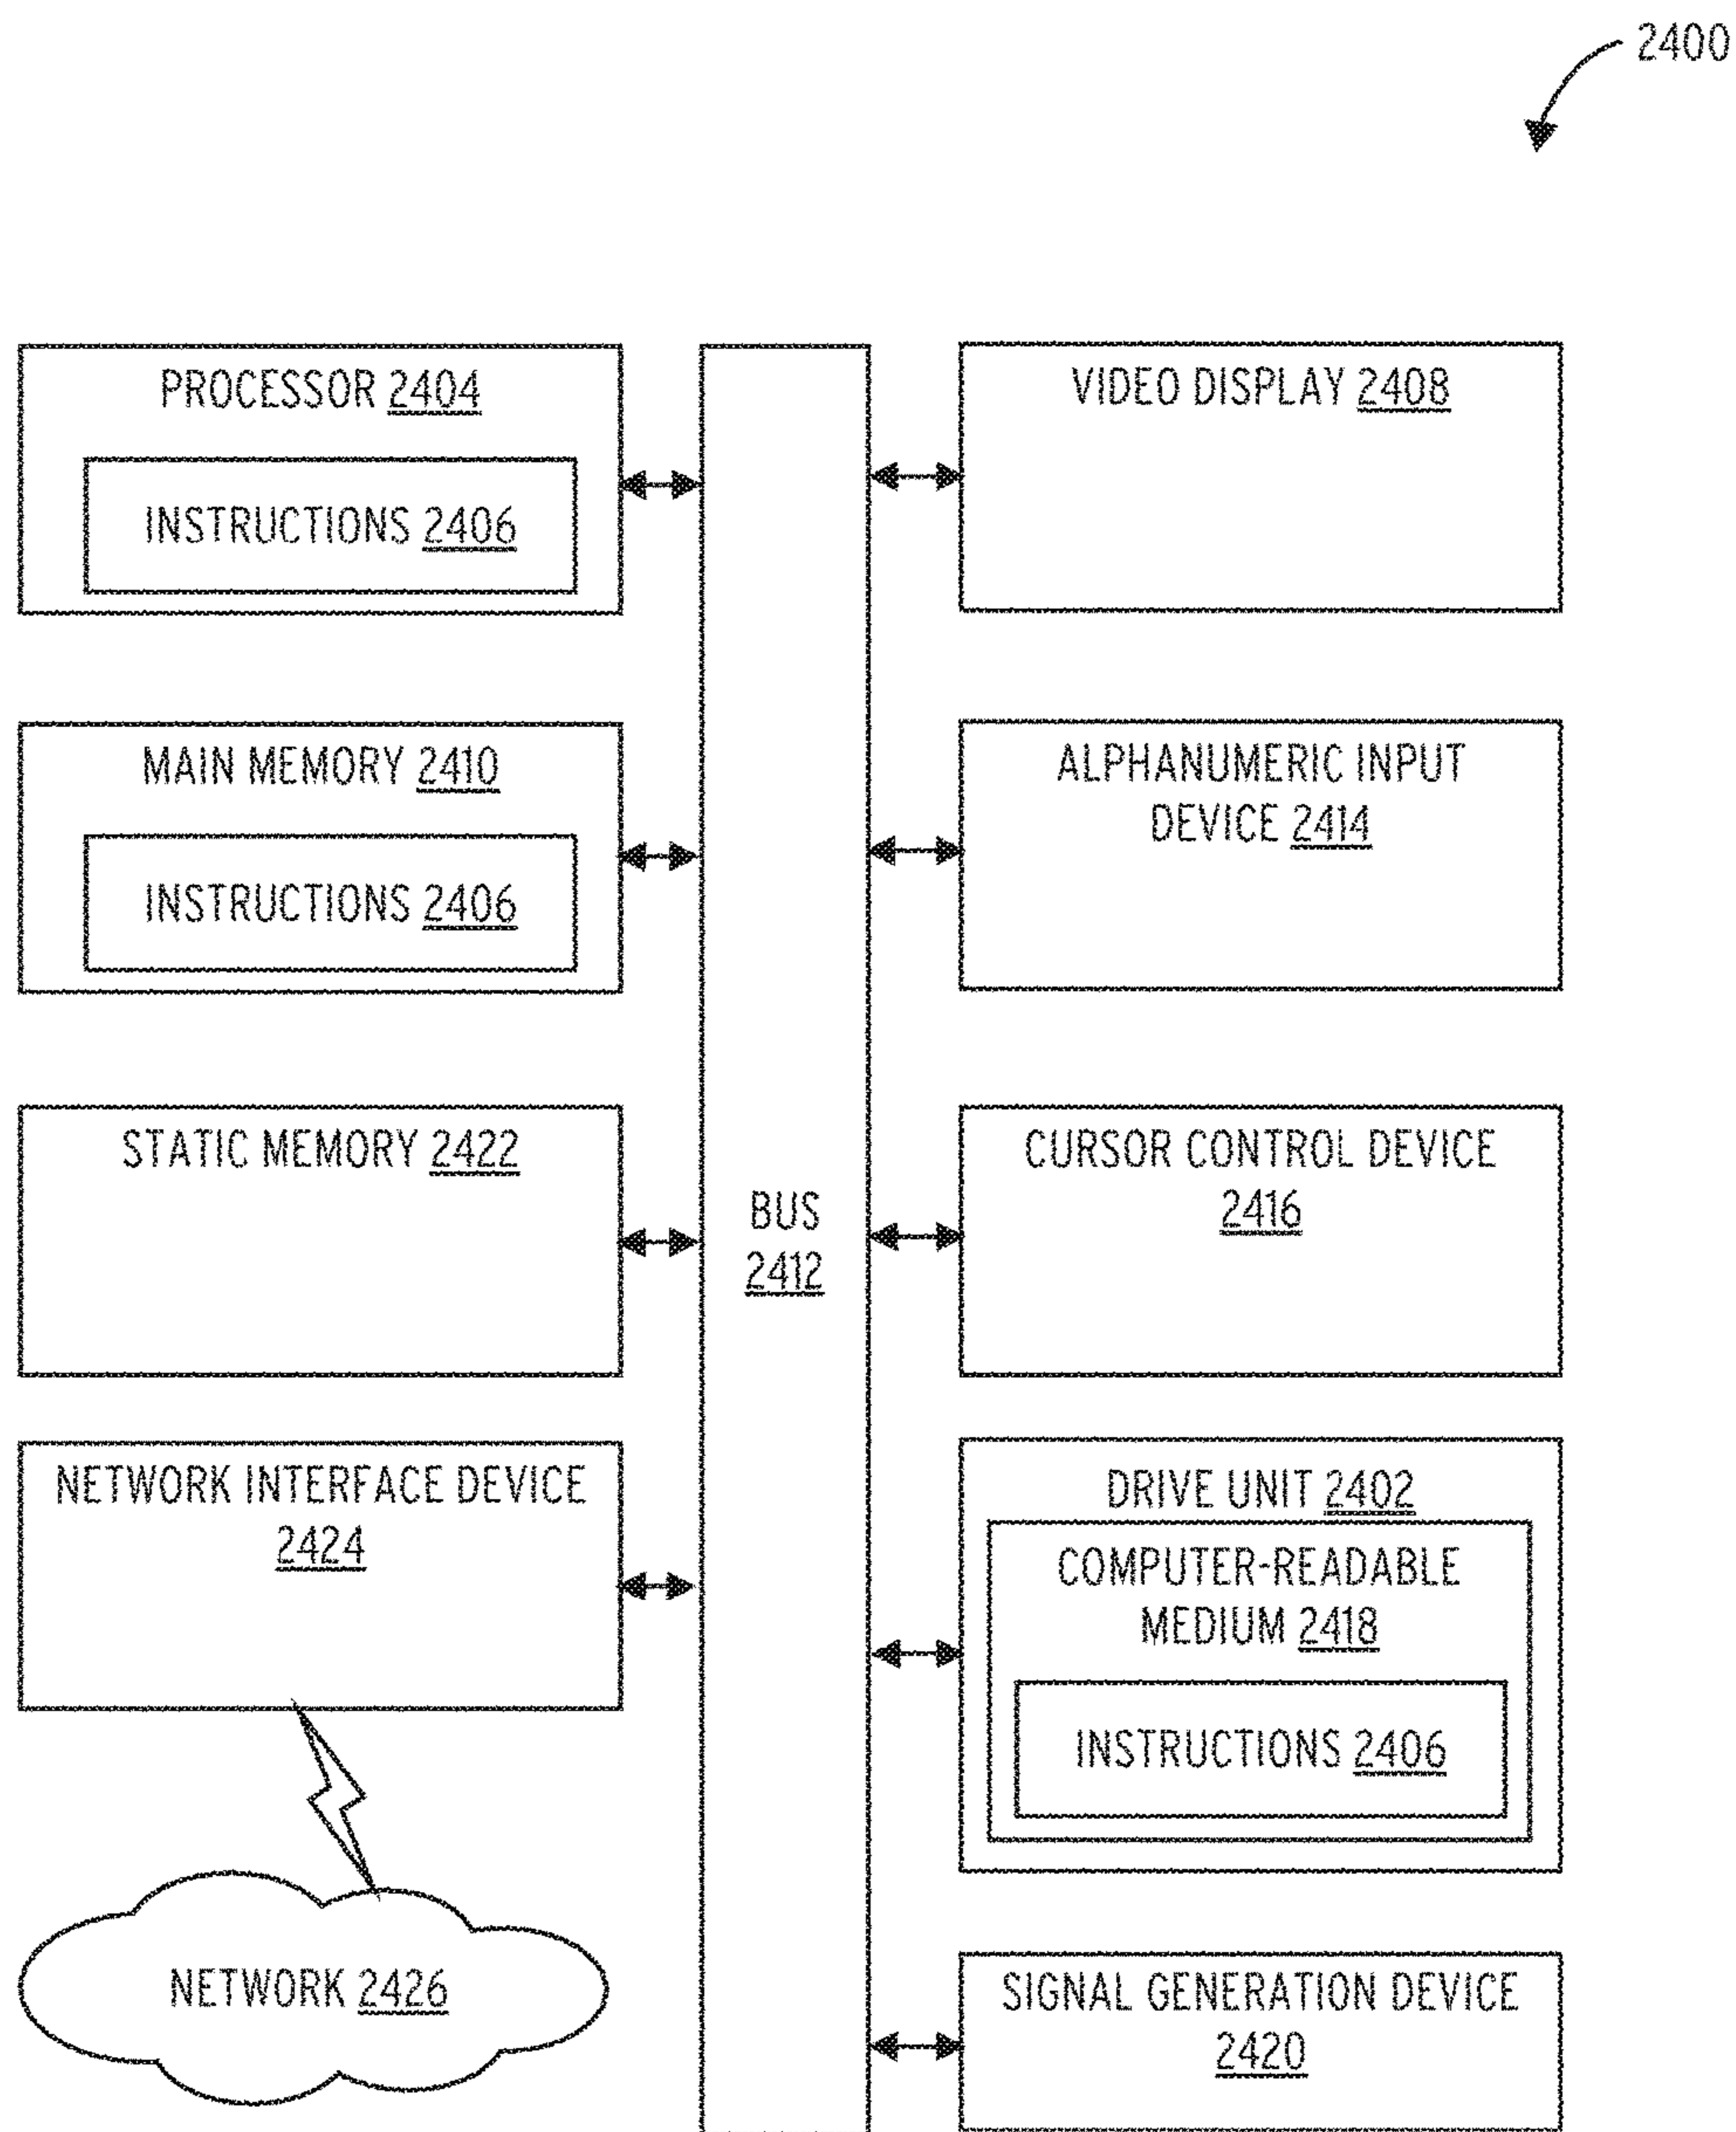 2400
PROCESSOR 2404
INSTRUCTIONS 2406
MAIN MEMORY 2410
INSTRUCTIONS 2406
STATIC MEMORY 2422
NETWORK INTERFACE DEVICE
2424
NETWORK 2426
BUS
2412
VIDEO DISPLAY 2408
ALPHANUMERIC INPUT
DEVICE 2414
CURSOR CONTROL DEVICE
2416
DRIVE UNIT 2402
COMPUTER-READABLE
MEDIUM 2418
INSTRUCTIONS 2406
SIGNAL GENERATION DEVICE
2420